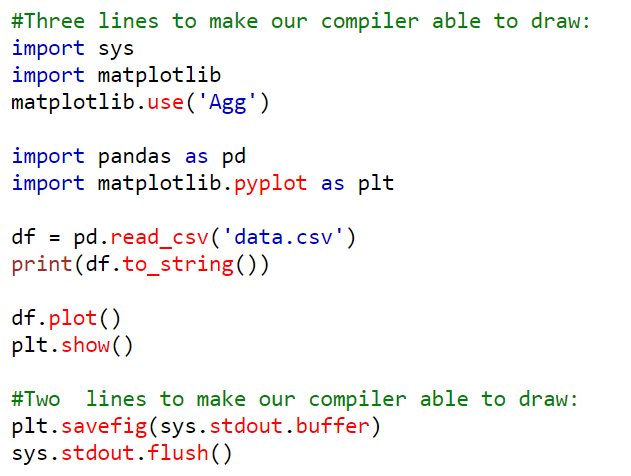 #Three lines to make our compiler able to draw:
import sys
import matplotlib
matplotlib.use('Agg')
import pandas as pd
import matplotlib.pyplot as plt
df = pd.read_csv('data.csv')
print(df.to_string())
df.plot()
plt.show()
#Two  lines to make our compiler able to draw:
plt.savefig(sys.stdout.buffer)
sys.stdout.flush()